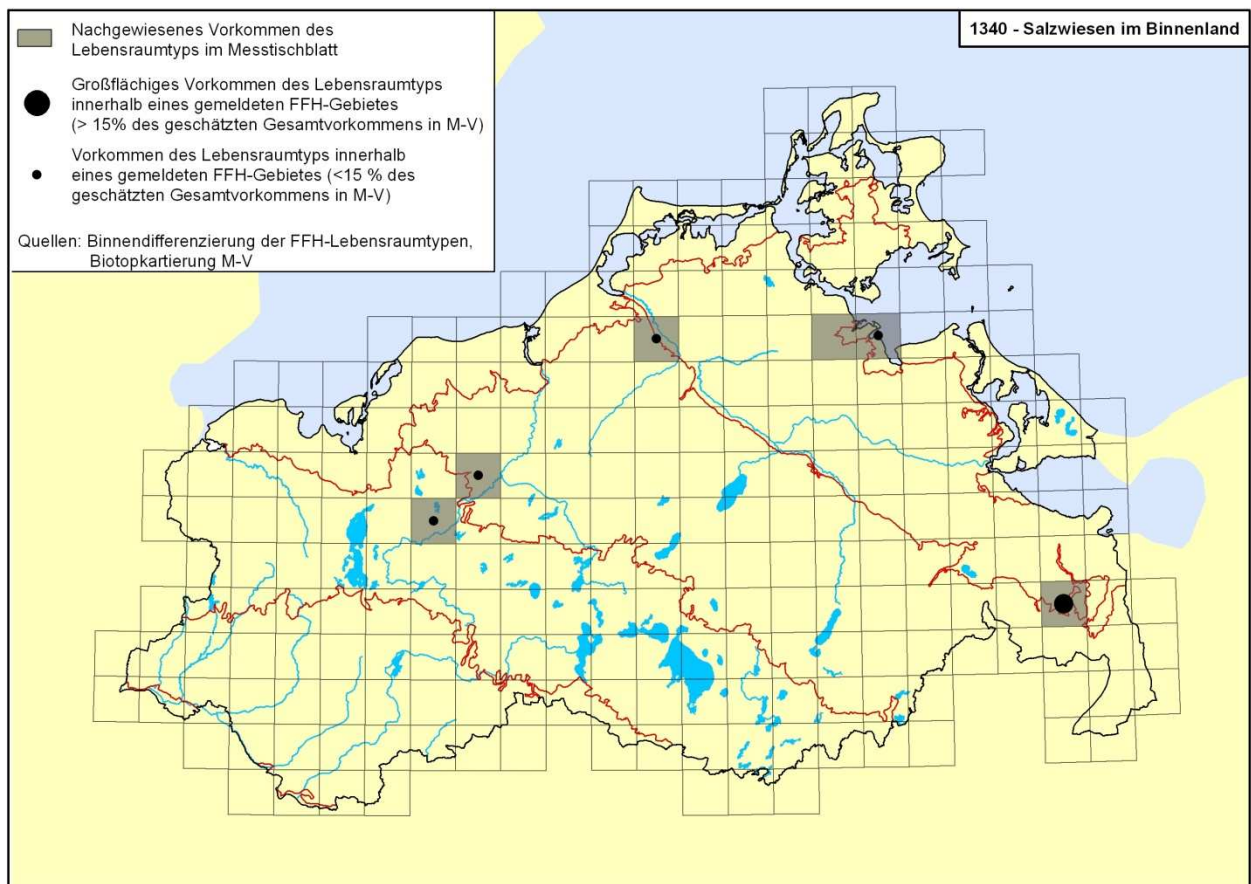 1340 - Salzwiesen im Binnenland
Nachgewiesenes Vorkommen des
Lebensraumtyps im Messtischblatt
Großflächiges Vorkommen des Lebensraumtyps
innerhalb eines gemeldeten FFH-Gebietes
(> 15% des geschätzten Gesamtvorkommens in M-V)
Vorkommen des Lebensraumtyps innerhalb
eines gemeldeten FFH-Gebietes (<15 % des
geschätzten Gesamtvorkommens in M-V)
Quellen: Binnendifferenzierung der FFH-Lebensraumtypen,
Biotopkartierung M-V